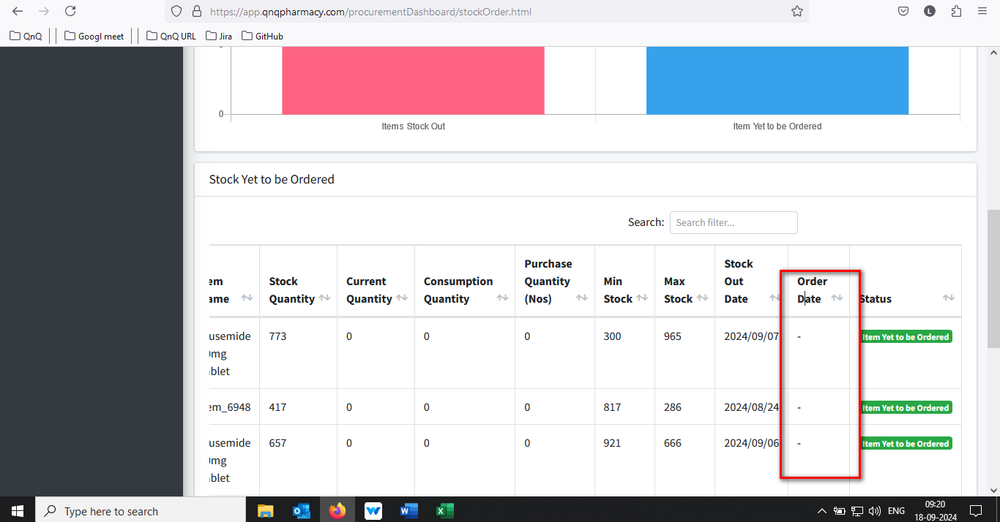 https://app.qnqpharmacy.com/procurementDashboard/stockOrder.html
L
QnQ
Googl meet
QnQ URL
Jira
GitHub
0
Items Stock Out
Item Yet to be Ordered
Stock Yet to be Ordered
Search:
Search filter...
em
ame
Stock
Quantity
Current
Quantity
Consumption
Quantity
Purchase
Quantity
(Nos)
Min
Stock
Max
Stock
Stock
Out
Date
Order
Date
Status
usemide
0mg
ablet
773
0
0
0
300
965
2024/09/07
-
Item Yet to be Ordered
em_6948
417
0
0
0
817
286
2024/08/24
-
Item Yet to be Ordered
usemide
0mg
ablet
657
0
0
0
921
666
2024/09/06
-
Item Yet to be Ordered
Type here to search
ENG
09:20
18-09-2024